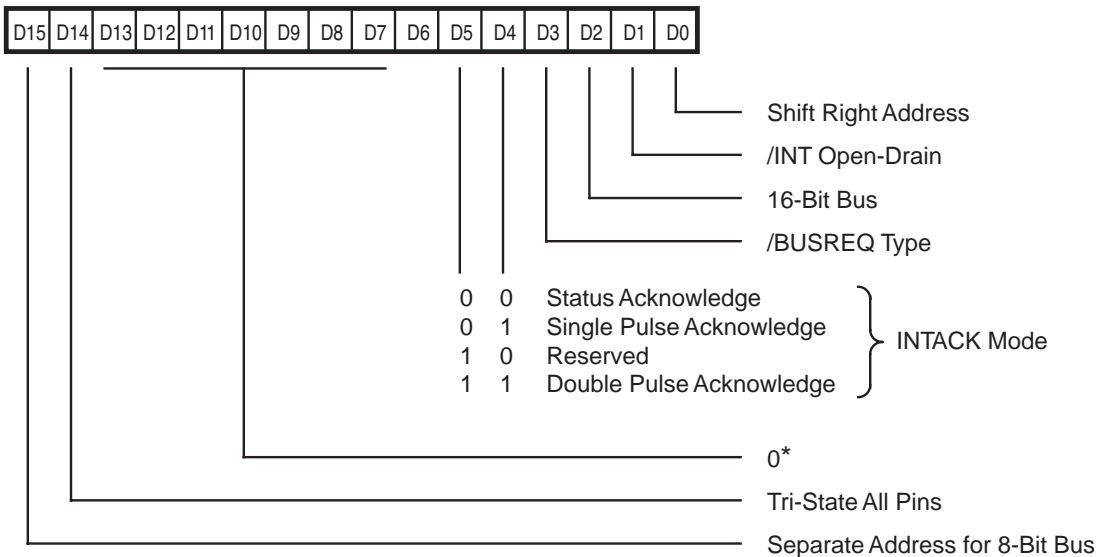 D15 D14 D13 D12 D11 D10 D9 D8 D7 D6 D5 D4 D3 D2 D1 D0
Shift Right Address
/INT Open-Drain
16-Bit Bus
/BUSREQ Type
0 0 Status Acknowledge
0 1 Single Pulse Acknowledge
1 0 Reserved
1 1 Double Pulse Acknowledge
INTACK Mode
0*
Tri-State All Pins
Separate Address for 8-Bit Bus